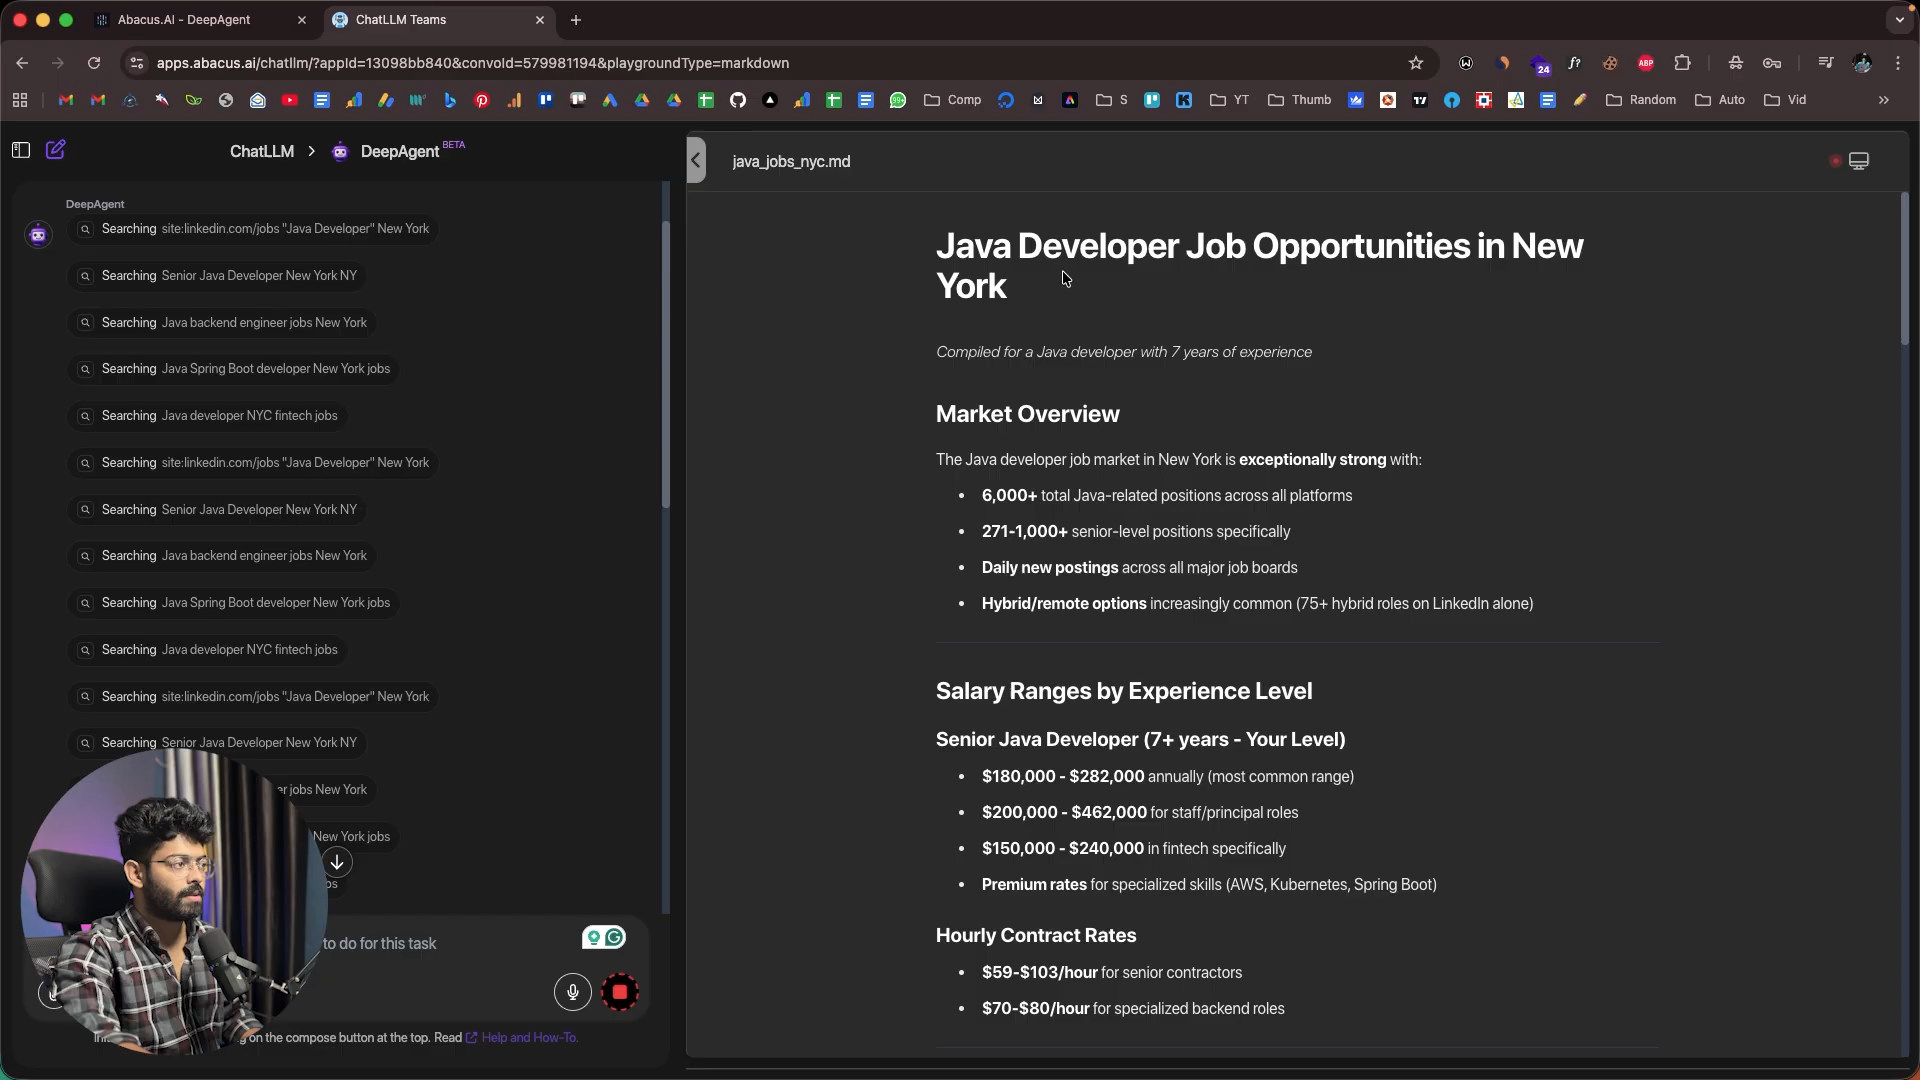 Abacus.AI - DeepAgent
ChatLLM Teams
apps.abacus.ai/chatllm/?appId=13098bb840&convoId=579981194&playgroundType=markdown
24
ABP
99+
Comp
S
YT
Thumb
Random
Auto
Vid
ChatLLM > DeepAgent BETA
DeepAgent
Searching site:linkedin.com/jobs "Java Developer" New York
Searching Senior Java Developer New York NY
Searching Java backend engineer jobs New York
Searching Java Spring Boot developer New York jobs
Searching Java developer NYC fintech jobs
Searching site:linkedin.com/jobs "Java Developer" New York
Searching Senior Java Developer New York NY
Searching Java backend engineer jobs New York
Searching Java Spring Boot developer New York jobs
Searching Java developer NYC fintech jobs
Searching site:linkedin.com/jobs "Java Developer" New York
Searching Senior Java Developer New York NY
er jobs New York
New York jobs
bs
to do for this task
g on the compose button at the top. Read Help and How-To.
java_jobs_nyc.md
Java Developer Job Opportunities in New
York
Compiled for a Java developer with 7 years of experience
Market Overview
The Java developer job market in New York is exceptionally strong with:
• 6,000+ total Java-related positions across all platforms
• 271-1,000+ senior-level positions specifically
• Daily new postings across all major job boards
• Hybrid/remote options increasingly common (75+ hybrid roles on LinkedIn alone)
Salary Ranges by Experience Level
Senior Java Developer (7+ years - Your Level)
• $180,000 - $282,000 annually (most common range)
• $200,000 - $462,000 for staff/principal roles
• $150,000 - $240,000 in fintech specifically
• Premium rates for specialized skills (AWS, Kubernetes, Spring Boot)
Hourly Contract Rates
• $59-$103/hour for senior contractors
• $70-$80/hour for specialized backend roles